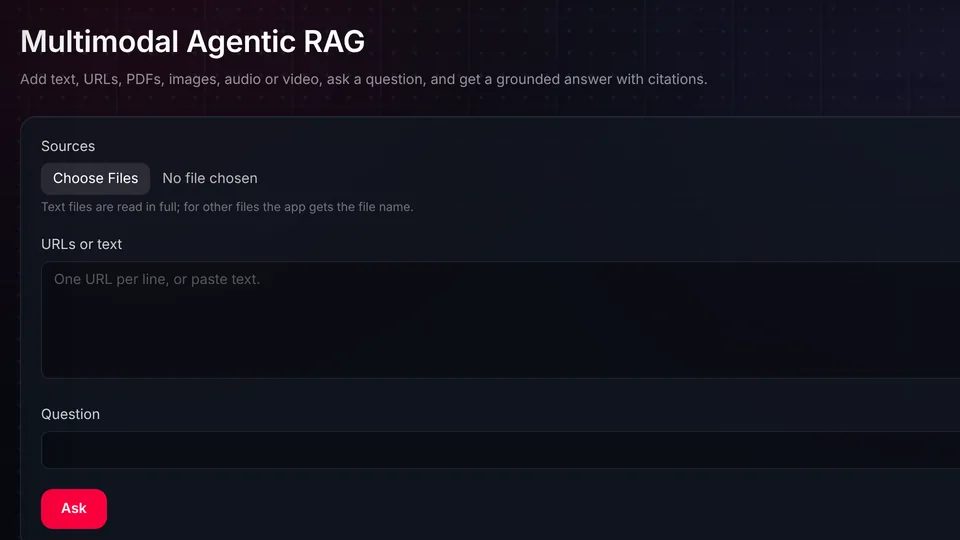 Multimodal Agentic RAG
Add text, URLs, PDFs, images, audio or video, ask a question, and get a grounded answer with citations.
Sources
Choose Files No file chosen
Text files are read in full; for other files the app gets the file name.
URLs or text
One URL per line, or paste text.
Question
Ask